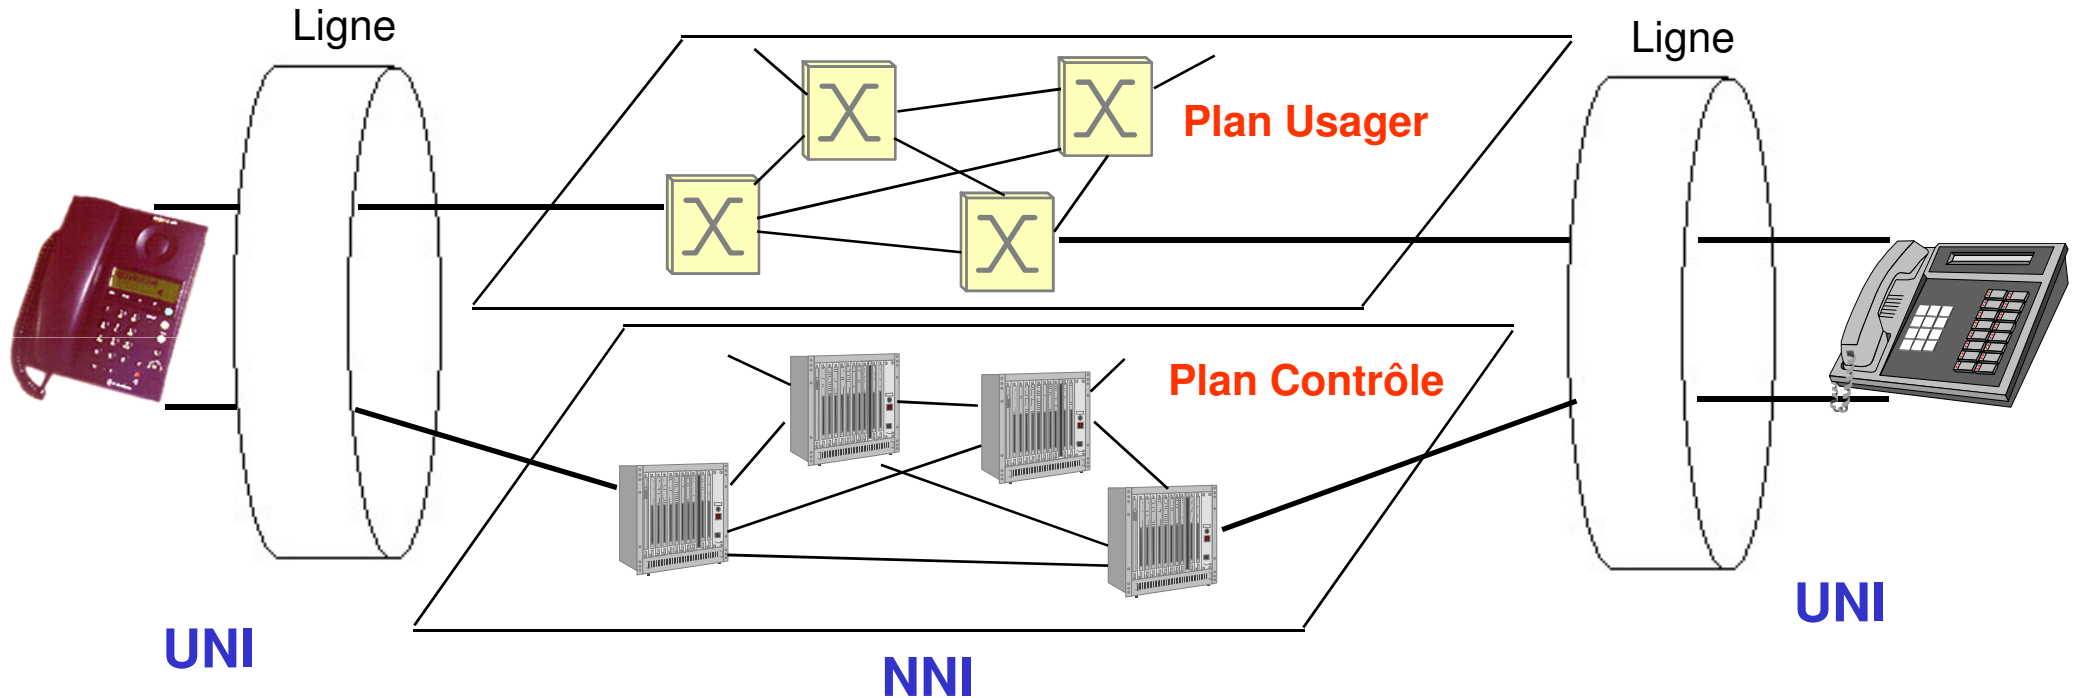 Ligne
Ligne
Plan Usager
Plan Contrôle
UNI
NNI
UNI